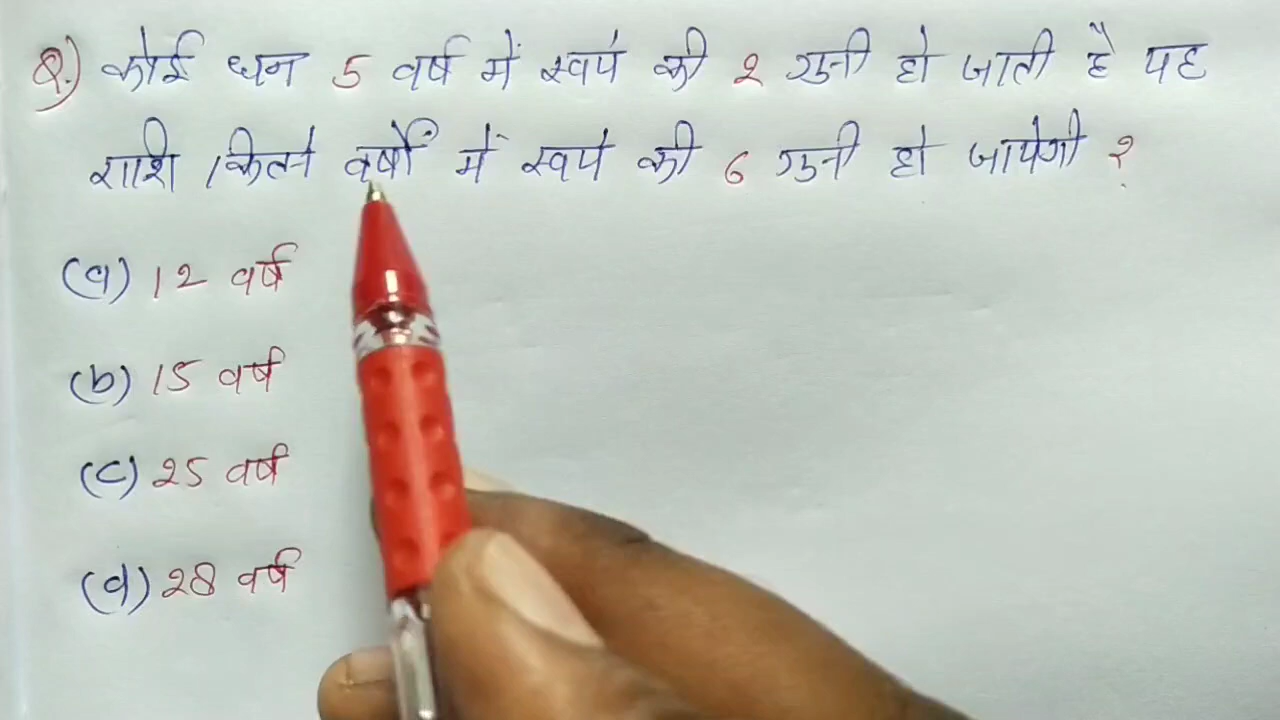 Q.) कोई धन 5 वर्ष में स्वयं की 2 गुनी हो जाती है यह
राशि कितने वर्षों में स्वयं की 6 गुनी हो जायेगी ?
(a) 12 वर्ष
(b) 15 वर्ष
(c) 25 वर्ष
(d) 28 वर्ष